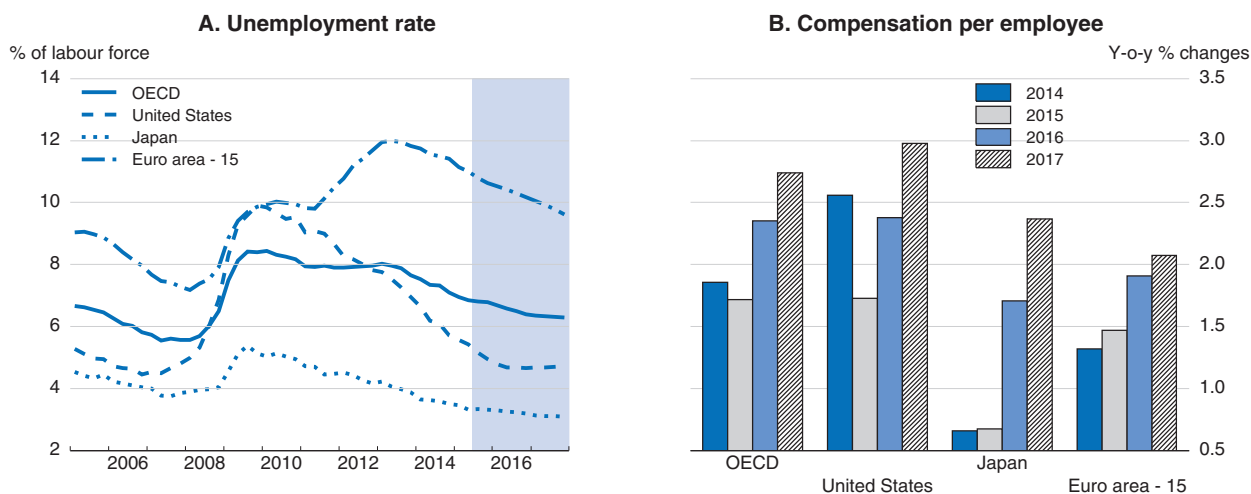 A. Unemployment rate
% of labour force
14
12
10
8
6
4
2
OECD
United States
Japan
Euro area - 15
2006 2008 2010 2012 2014 2016
B. Compensation per employee
Y-o-y % changes
3.5
3.0
2.5
2.0
1.5
1.0
0.5
2014
2015
2016
2017
OECD Japan
United States Euro area - 15